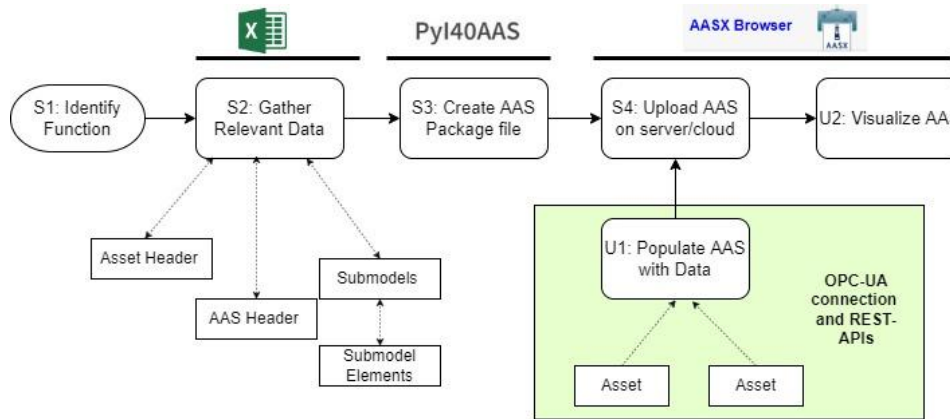 X
PyI40AAS
AASX Browser
AASX
S1: Identify
Function
S2: Gather
Relevant Data
S3: Create AAS
Package file
S4: Upload AAS
on server/cloud
U2: Visualize AA
Asset Header
AAS Header
Submodels
Submodel
Elements
U1: Populate AAS
with Data
OPC-UA
connection
and REST-
APIs
Asset
Asset